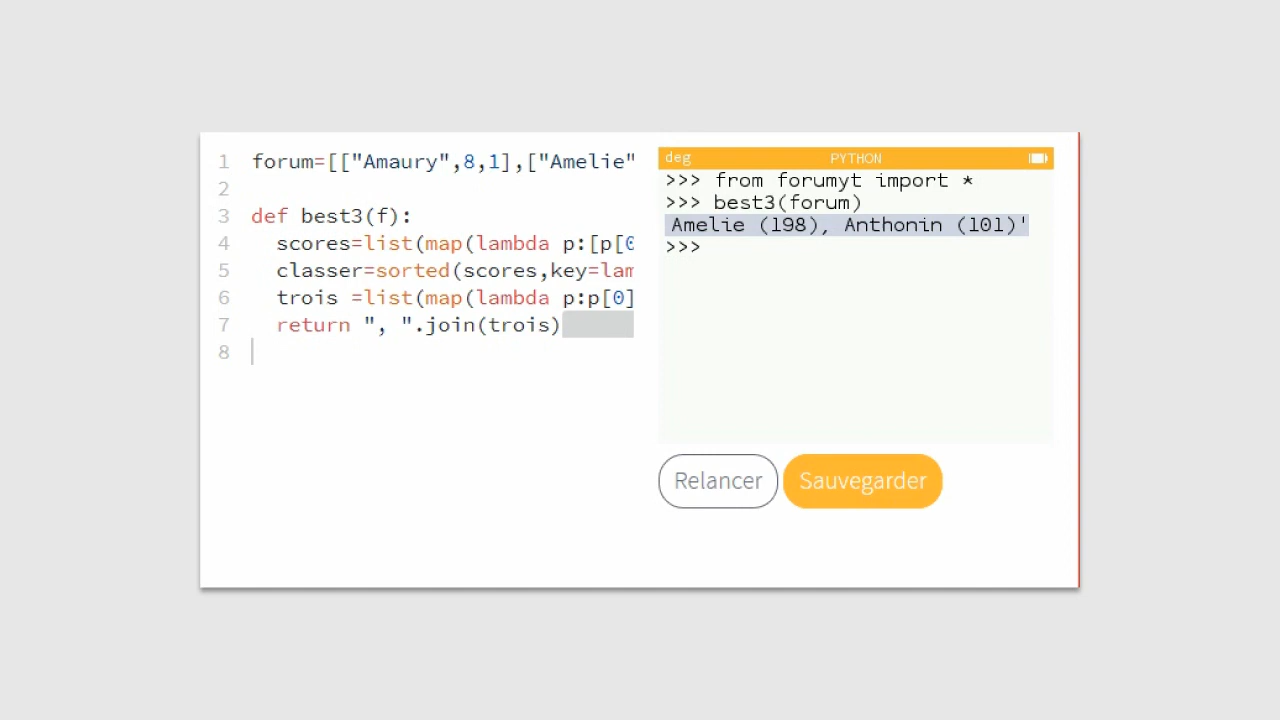 1 forum=[["Amaury",8,1],["Amelie"
2
3 def best3(f):
4 scores=list(map(lambda p:[p[0
5 classer=sorted(scores,key=lam
6 trois =list(map(lambda p:p[0]
7 return ", ".join(trois)
8
deg PYTHON
>>> from forumyt import *
>>> best3(forum)
Amelie (198), Anthonin (101)'
>>>
Relancer Sauvegarder